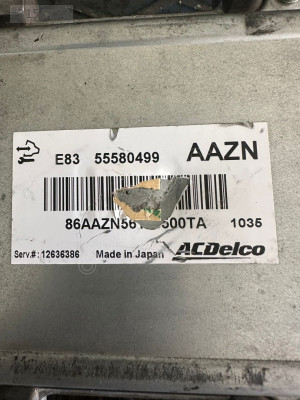 E83 55580499 AAZN
86AAZN56 500TA 1035
Serv.#: 12636386 Made in Japan ACDelco